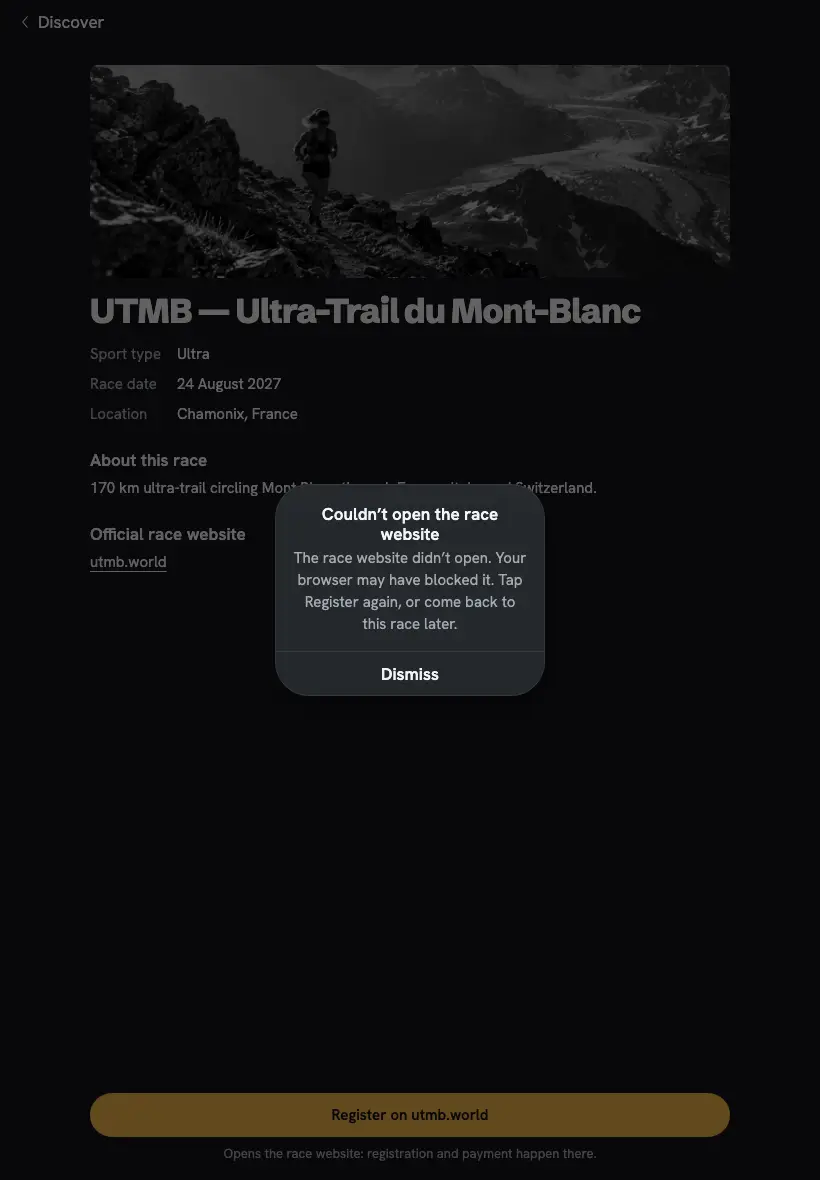 Discover
UTMB — Ultra-Trail du Mont-Blanc
Sport type Ultra
Race date 24 August 2027
Location Chamonix, France
About this race
170 km ultra-trail circling Mont witzerland.
Official race website
utmb.world
Couldn’t open the race
website
The race website didn’t open. Your
browser may have blocked it. Tap
Register again, or come back to
this race later.
Dismiss
Register on utmb.world
Opens the race website: registration and payment happen there.